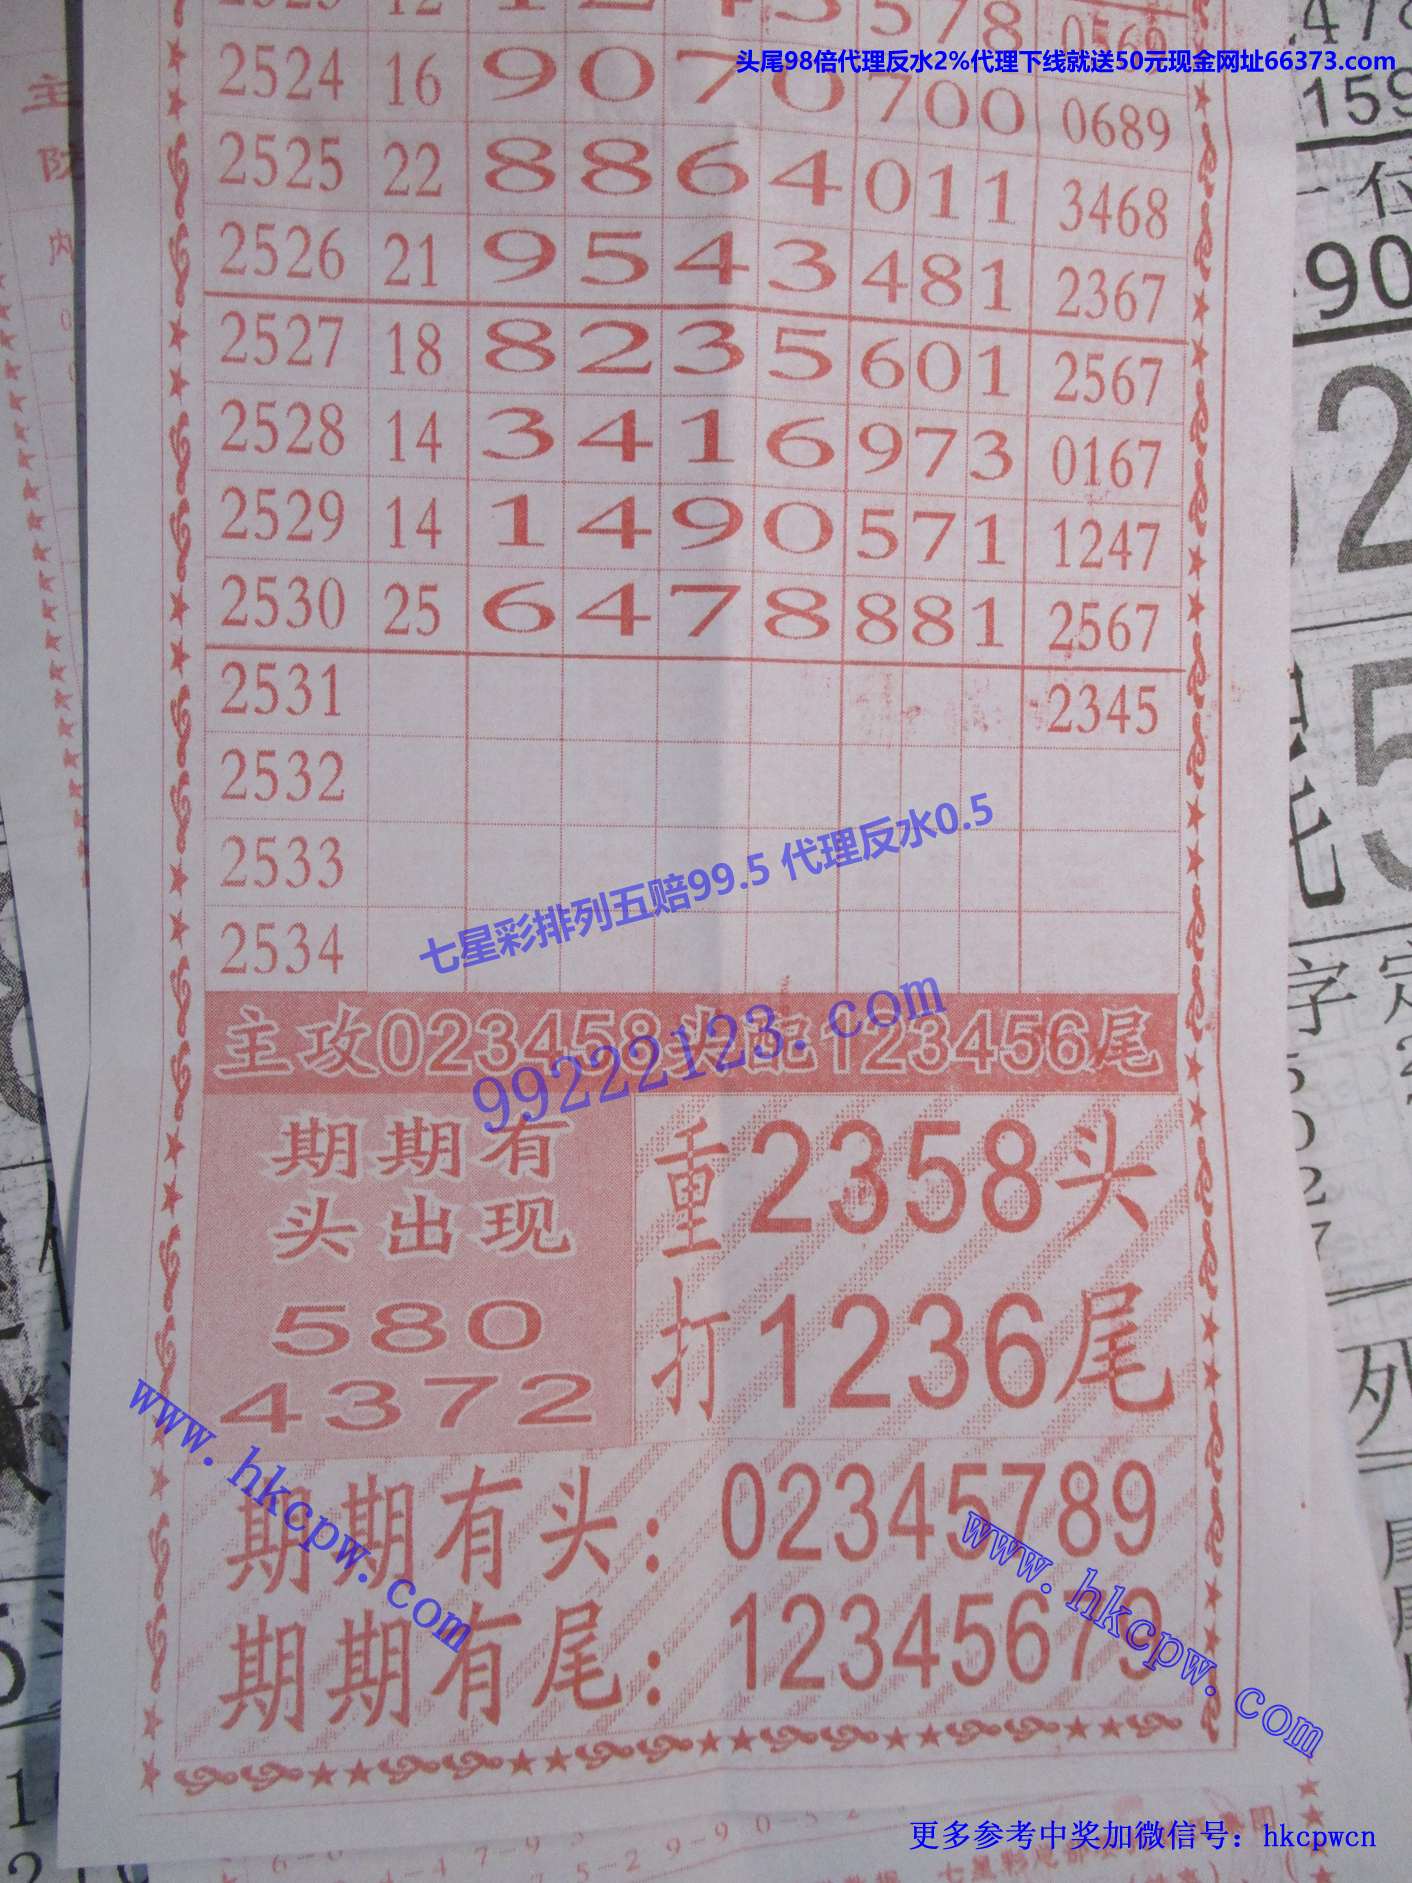 头尾98倍代理反水2%代理下线就送50元现金网址66373.com
2523 12 1243578 0569
2524 16 9070700 0689
2525 22 8864011 3468
2526 21 9543481 2367
2527 18 8235601 2567
2528 14 3416973 0167
2529 14 1490571 1247
2530 25 6478881 2567
2531 2345
2532
2533
2534
七星彩排列五赔99.5 代理反水0.5
99222123.com
主攻023458头配123456尾
期期有
头出现
580
4372
重2358头
打1236尾
www.hkcpw.com
期期有头：02345789
www.hkcpw.com
期期有尾：12345679
更多参考中奖加微信号：hkcpwcn